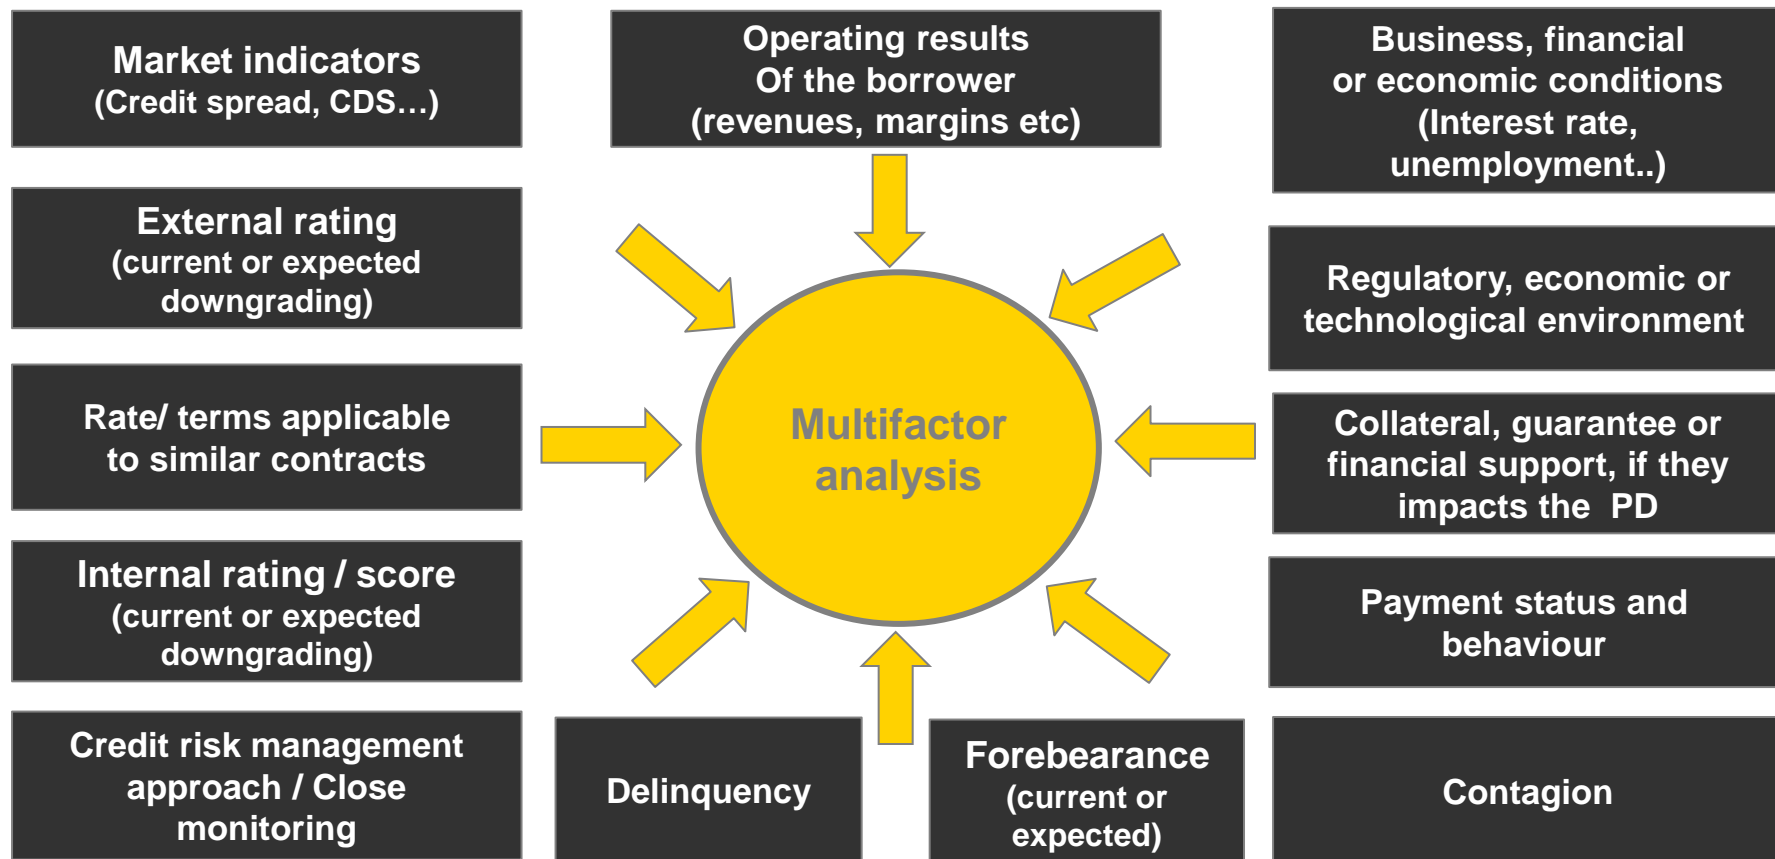 Market indicators
(Credit spread, CDS…)
Operating results
Of the borrower
(revenues, margins etc)
Business, financial
or economic conditions
(Interest rate,
unemployment..)
External rating
(current or expected
downgrading)
Regulatory, economic or
technological environment
Rate/ terms applicable
to similar contracts
Multifactor
analysis
Collateral, guarantee or
financial support, if they
impacts the  PD
Internal rating / score
(current or expected
downgrading)
Payment status and
behaviour
Credit risk management
approach / Close
monitoring
Delinquency
Forebearance
(current or
expected)
Contagion